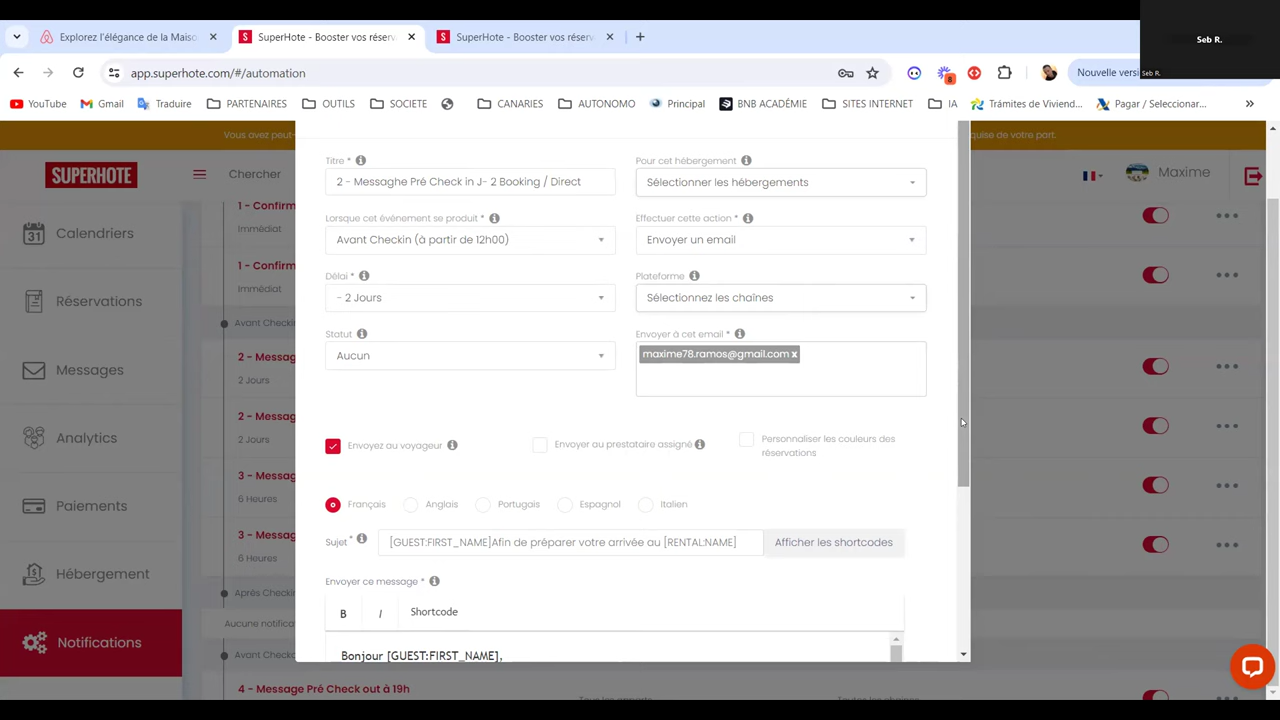 Explorez l'élégance de la Maiso
SuperHote - Booster vos réserv
SuperHote - Booster vos réserv
Seb R.
app.superhote.com/#/automation
8
Nouvelle versi
Seb R.
YouTube
Gmail
Traduire
PARTENAIRES
OUTILS
SOCIETE
CANARIES
AUTONOMO
Principal
BNB ACADÉMIE
SITES INTERNET
IA
Trámites de Viviend...
Pagar / Seleccionar...
Vous avez peut-
quise de votre part.
SUPERHOTE
Chercher
Maxime
Calendriers
Réservations
Messages
Analytics
Paiements
Hébergement
Notifications
1 - Confirm
Immédiat
1 - Confirm
Immédiat
Avant Checkin
2 - Messag
2 Jours
2 - Messag
2 Jours
3 - Messag
6 Heures
3 - Messag
6 Heures
Après Checkin
Aucune notificat
Avant Checko
4 - Message Pré Check out à 19h
Titre *
Pour cet hébergement
2 - Messaghe Pré Check in J- 2 Booking / Direct
Sélectionner les hébergements
Lorsque cet événement se produit *
Effectuer cette action *
Avant Checkin (à partir de 12h00)
Envoyer un email
Délai *
Plateforme
- 2 Jours
Sélectionnez les chaînes
Statut
Envoyer à cet email *
Aucun
maxime78.ramos@gmail.com x
Envoyez au voyageur
Envoyer au prestataire assigné
Personnaliser les couleurs des
réservations
Français
Anglais
Portugais
Espagnol
Italien
Sujet *
[GUEST:FIRST_NAME]Afin de préparer votre arrivée au [RENTAL:NAME]
Afficher les shortcodes
Envoyer ce message *
B
I
Shortcode
Bonjour [GUEST:FIRST_NAME],